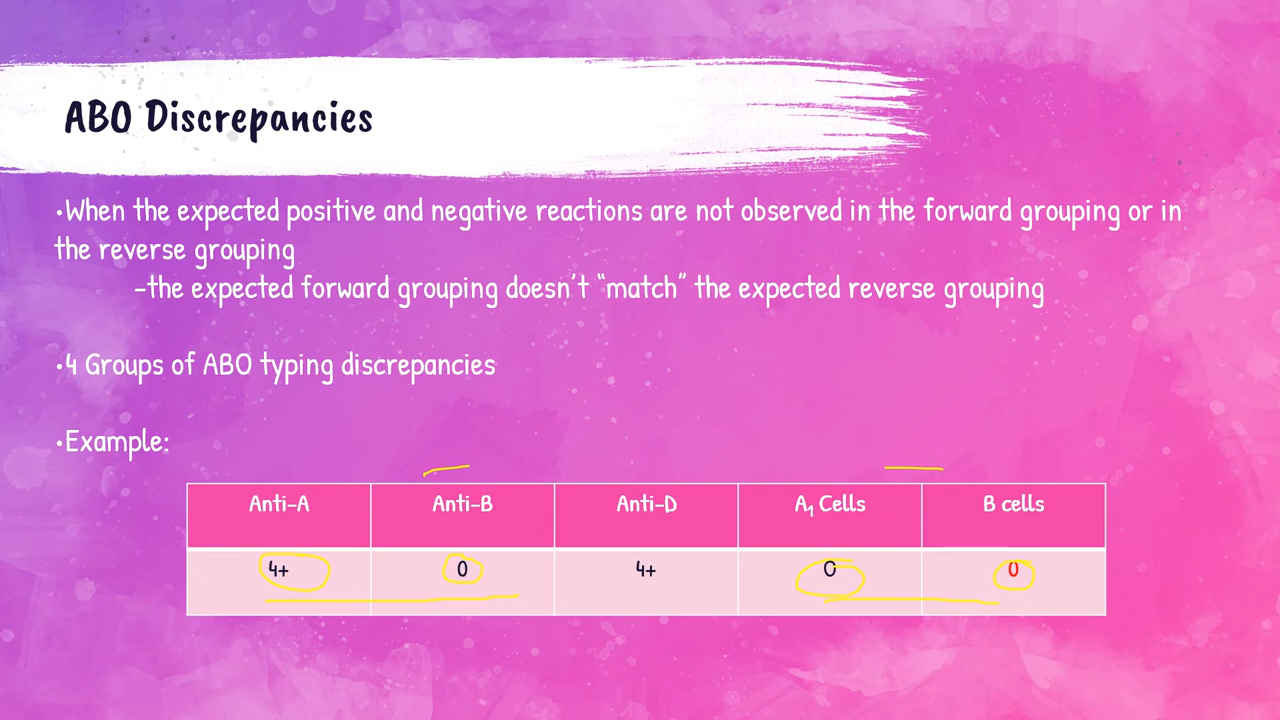 ABO Discrepancies
•When the expected positive and negative reactions are not observed in the forward grouping or in
the reverse grouping
-the expected forward grouping doesn't “match” the expected reverse grouping
•4 Groups of ABO typing discrepancies
•Example:
Anti-A Anti-B Anti-D A₁ Cells B cells
4+ 0 4+ 0 0